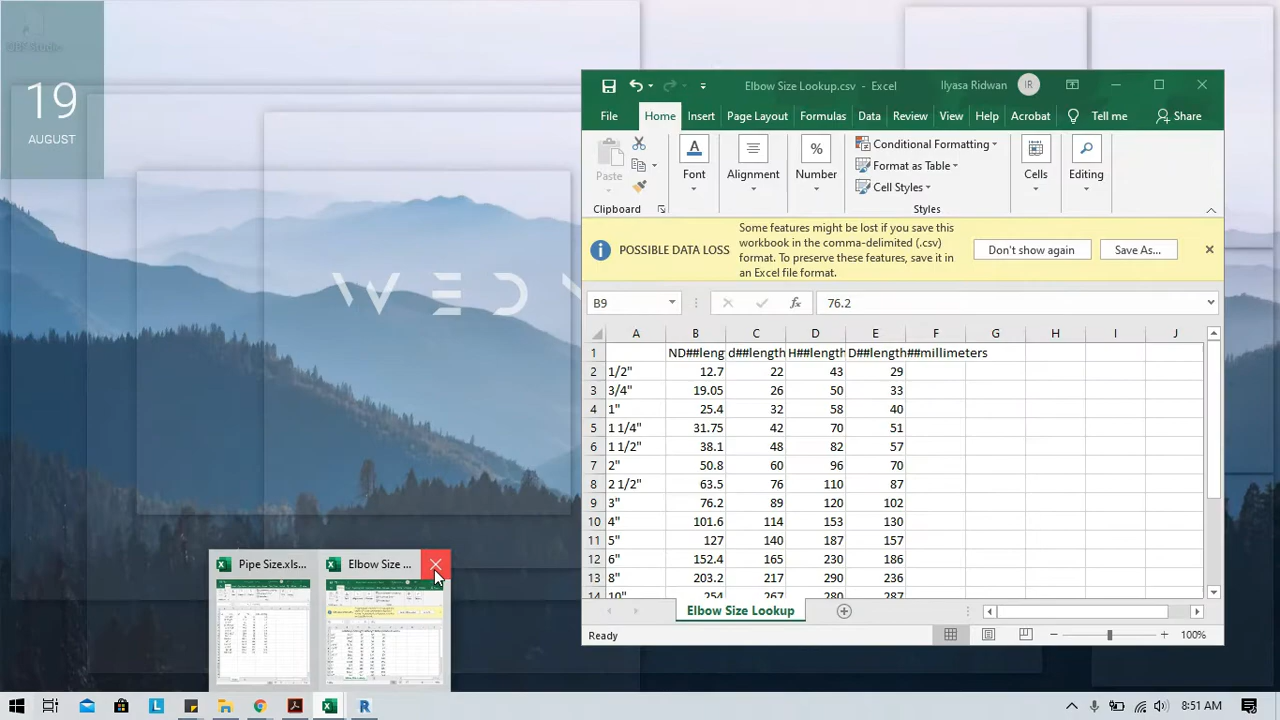 19
AUGUST
WEDN
Elbow Size Lookup.csv - Excel
Ilyasa Ridwan
IR
File Home Insert Page Layout Formulas Data Review View Help Acrobat Tell me Share
Paste
Clipboard
Font
Alignment
%
Number
Conditional Formatting
Format as Table
Cell Styles
Styles
Cells
Editing
POSSIBLE DATA LOSS
Some features might be lost if you save this
workbook in the comma-delimited (.csv)
format. To preserve these features, save it in
an Excel file format.
Don't show again
Save As...
B9
fx
76.2
A B C D E F G H I J
1 ND##leng d##length H##length D##length##millimeters
2 1/2" 12.7 22 43 29
3 3/4" 19.05 26 50 33
4 1" 25.4 32 58 40
5 1 1/4" 31.75 42 70 51
6 1 1/2" 38.1 48 82 57
7 2" 50.8 60 96 70
8 2 1/2" 63.5 76 110 87
9 3" 76.2 89 120 102
10 4" 101.6 114 153 130
11 5" 127 140 187 157
12 6" 152.4 165 230 186
13 8" 203.2 217 290 236
14 10" 254 267 280 287
Elbow Size Lookup
Ready
100%
Pipe Size.xls...
Elbow Size ...
8:51 AM